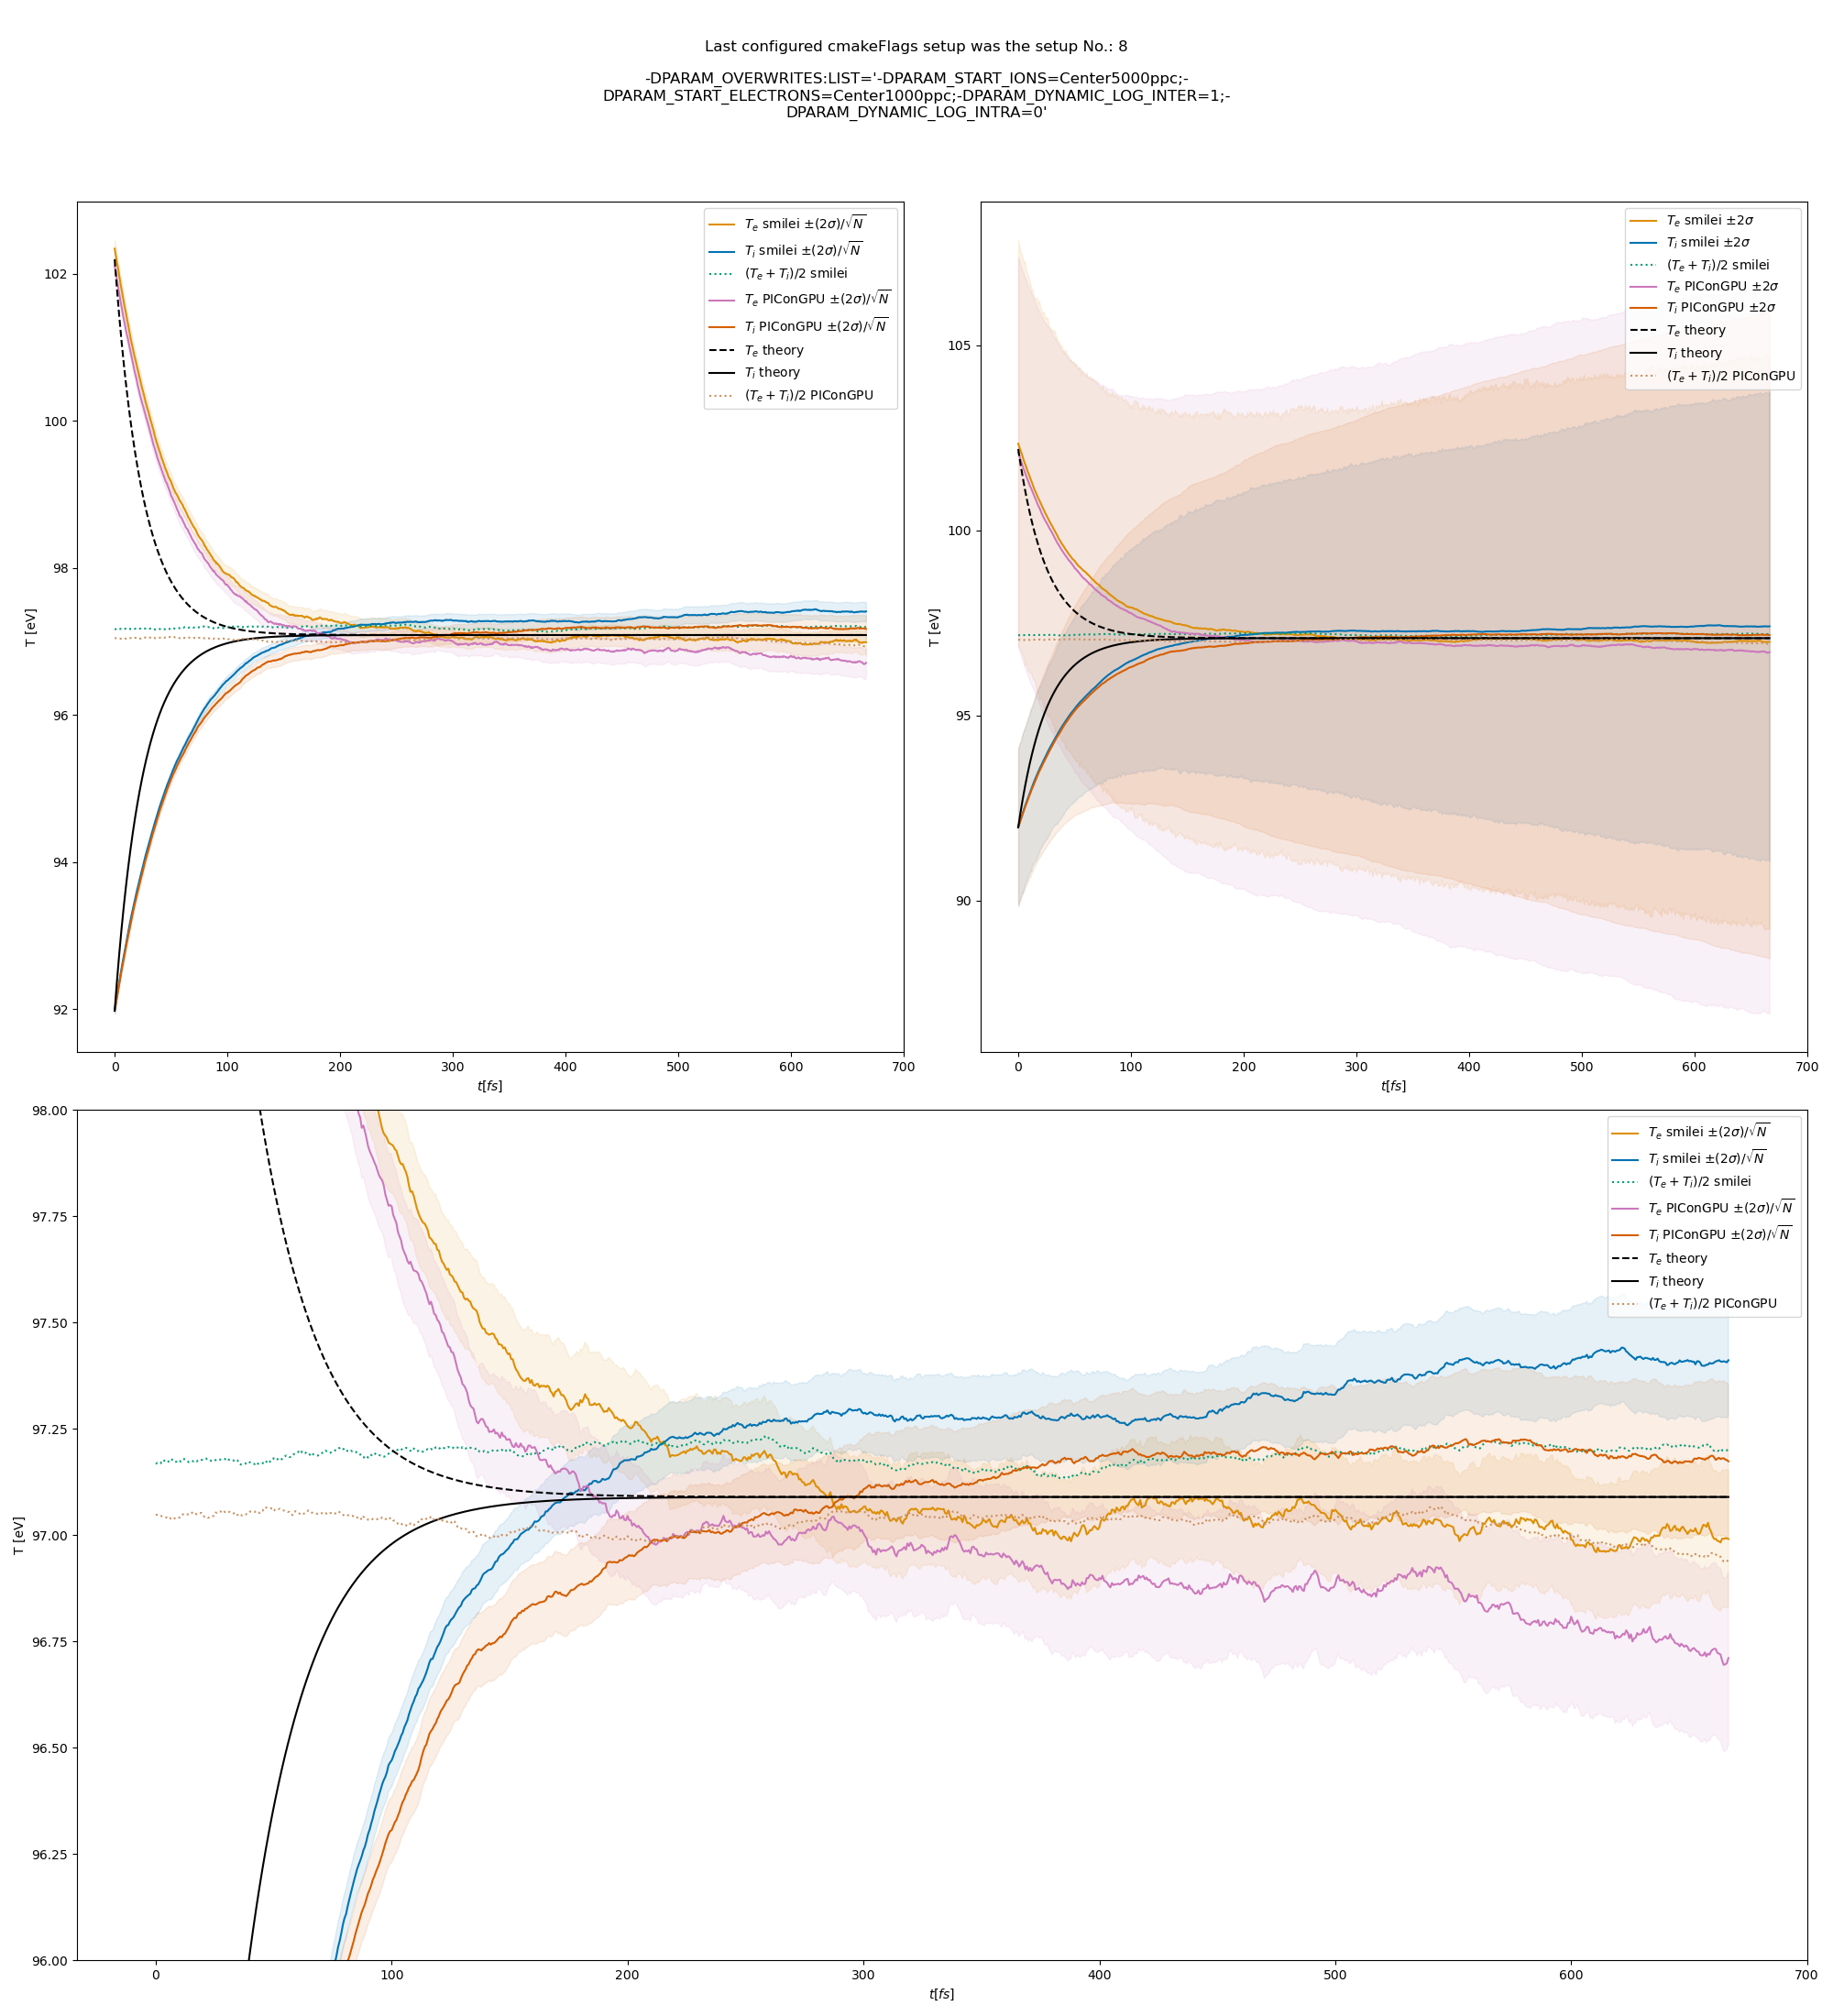 Last configured cmakeFlags setup was the setup No.: 8
-DPARAM_OVERWRITES:LIST='-DPARAM_START_IONS=Center5000ppc;-
DPARAM_START_ELECTRONS=Center1000ppc;-DPARAM_DYNAMIC_LOG_INTER=1;-
DPARAM_DYNAMIC_LOG_INTRA=0'
T [eV]
102
100
98
96
94
92
0 100 200 300 400 500 600 700
t[fs]
T_e smilei ±(2σ)/√N
T_i smilei ±(2σ)/√N
(T_e + T_i)/2 smilei
T_e PIConGPU ±(2σ)/√N
T_i PIConGPU ±(2σ)/√N
T_e theory
T_i theory
(T_e + T_i)/2 PIConGPU
T [eV]
105
100
95
90
0 100 200 300 400 500 600 700
t[fs]
T_e smilei ±2σ
T_i smilei ±2σ
(T_e + T_i)/2 smilei
T_e PIConGPU ±2σ
T_i PIConGPU ±2σ
T_e theory
T_i theory
(T_e + T_i)/2 PIConGPU
T [eV]
98.00
97.75
97.50
97.25
97.00
96.75
96.50
96.25
96.00
0 100 200 300 400 500 600 700
t[fs]
T_e smilei ±(2σ)/√N
T_i smilei ±(2σ)/√N
(T_e + T_i)/2 smilei
T_e PIConGPU ±(2σ)/√N
T_i PIConGPU ±(2σ)/√N
T_e theory
T_i theory
(T_e + T_i)/2 PIConGPU